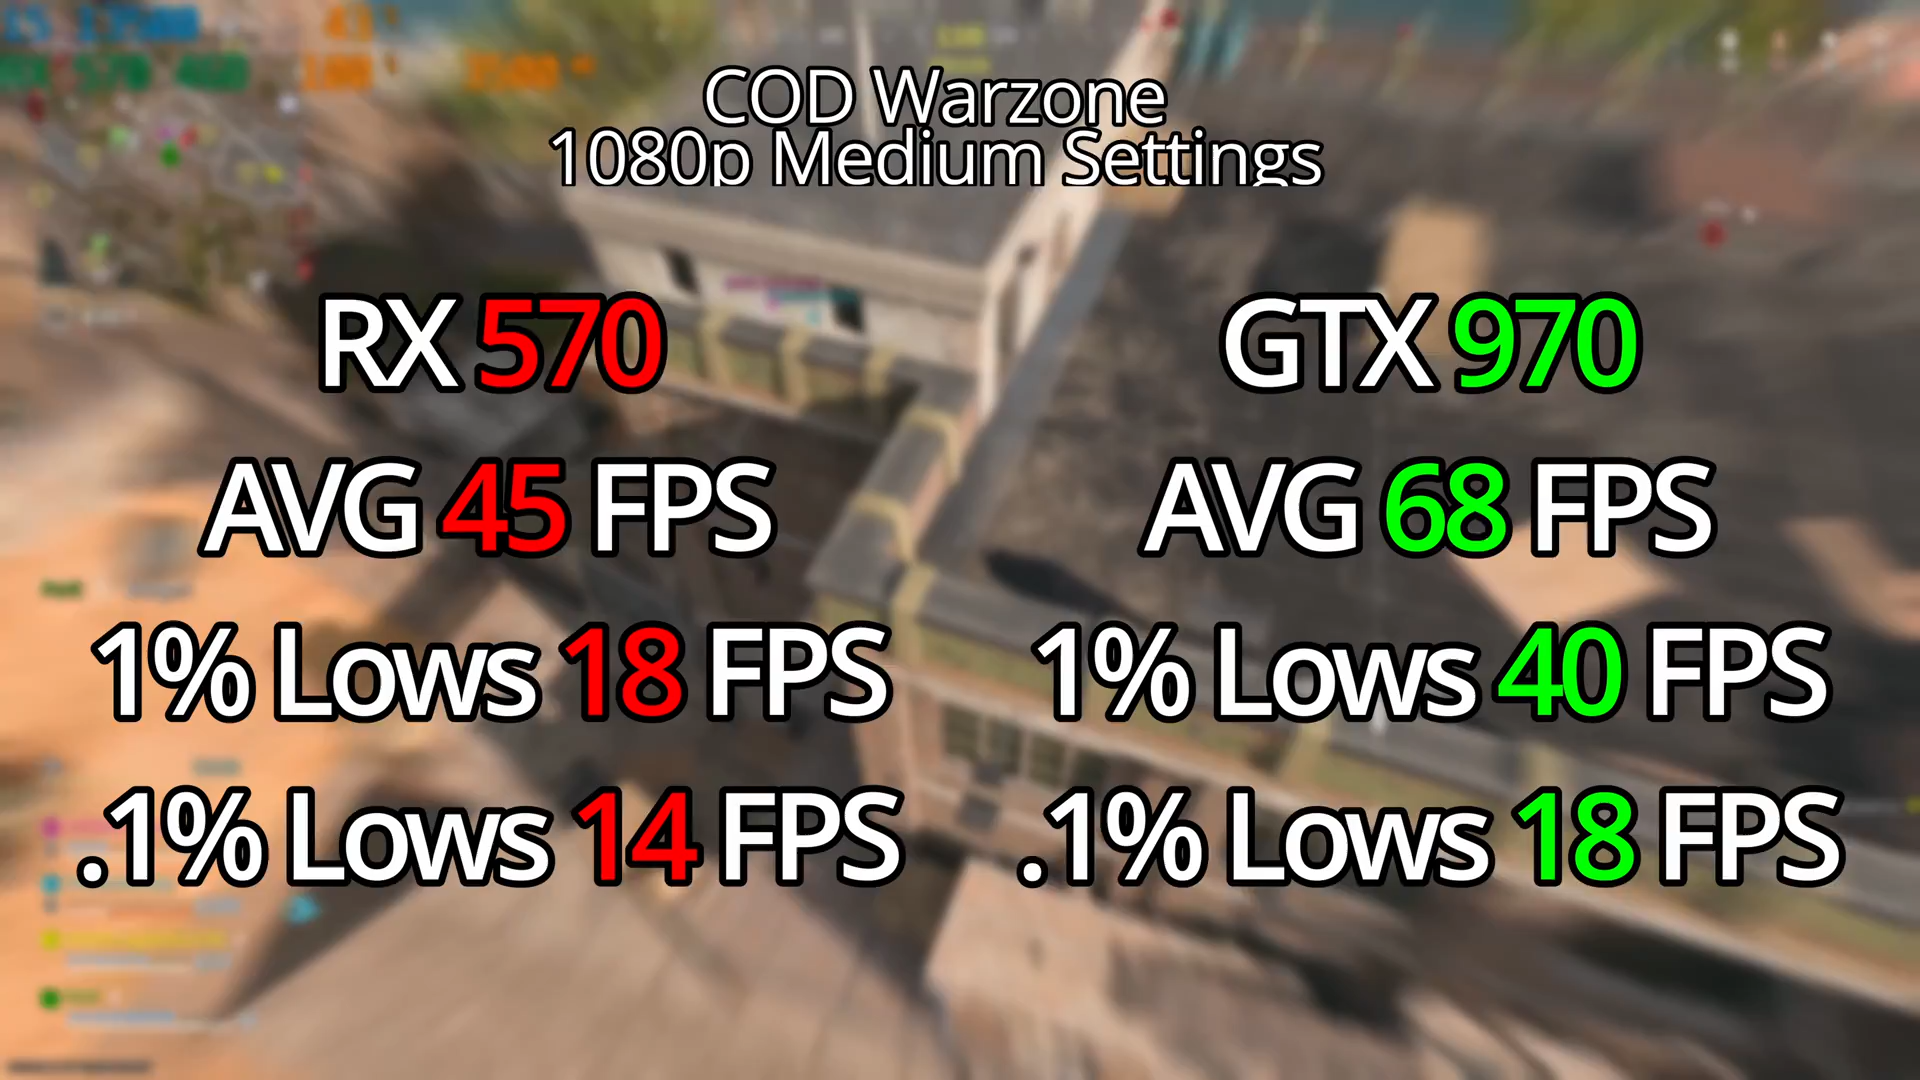 COD Warzone
1080p Medium Settings
RX 570
AVG 45 FPS
1% Lows 18 FPS
.1% Lows 14 FPS
GTX 970
AVG 68 FPS
1% Lows 40 FPS
.1% Lows 18 FPS